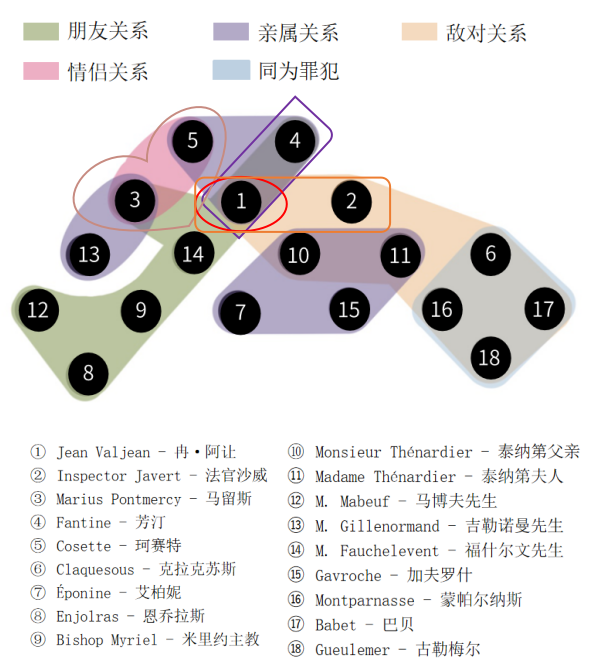 朋友关系 亲属关系 敌对关系
情侣关系 同为罪犯
5 4
3 1 2
13 14 10 11 6
12 9 7 15 16 17
8 18
① Jean Valjean - 冉·阿让
② Inspector Javert - 法官沙威
③ Marius Pontmercy - 马留斯
④ Fantine - 芳汀
⑤ Cosette - 珂赛特
⑥ Claquesous - 克拉克苏斯
⑦ Éponine - 艾柏妮
⑧ Enjolras - 恩乔拉斯
⑨ Bishop Myriel - 米里约主教
⑩ Monsieur Thénardier - 泰纳第父亲
⑪ Madame Thénardier - 泰纳第夫人
⑫ M. Mabeuf - 马博夫先生
⑬ M. Gillenormand - 吉勒诺曼先生
⑭ M. Fauchelevent - 福什尔文先生
⑮ Gavroche - 加夫罗什
⑯ Montparnasse - 蒙帕尔纳斯
⑰ Babet - 巴贝
⑱ Gueulemer - 古勒梅尔